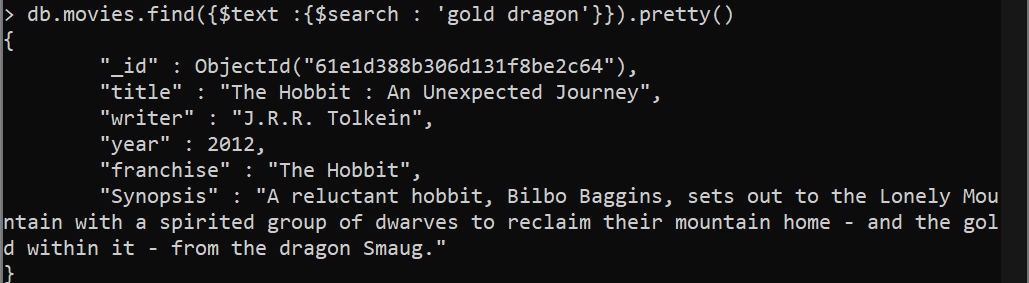 > db.movies.find({$text :{$search : 'gold dragon'}}).pretty()
{
        "_id" : ObjectId("61e1d388b306d131f8be2c64"),
        "title" : "The Hobbit : An Unexpected Journey",
        "writer" : "J.R.R. Tolkein",
        "year" : 2012,
        "franchise" : "The Hobbit",
        "Synopsis" : "A reluctant hobbit, Bilbo Baggins, sets out to the Lonely Mou
ntain with a spirited group of dwarves to reclaim their mountain home - and the gol
d within it - from the dragon Smaug."
}